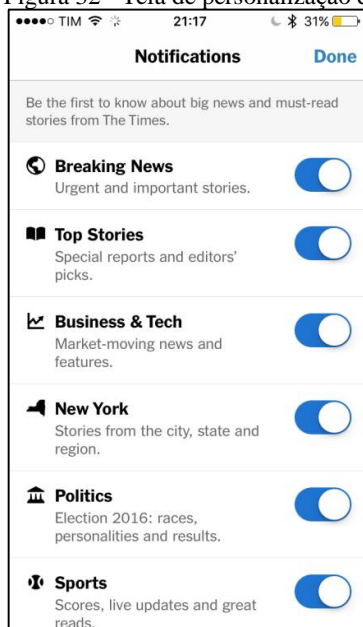 Figura 32 - Tela de personalização
TIM 21:17 31%
Notifications Done
Be the first to know about big news and must-read
stories from The Times.
Breaking News
Urgent and important stories.
Top Stories
Special reports and editors'
picks.
Business & Tech
Market-moving news and
features.
New York
Stories from the city, state and
region.
Politics
Election 2016: races,
personalities and results.
Sports
Scores, live updates and great
reads.